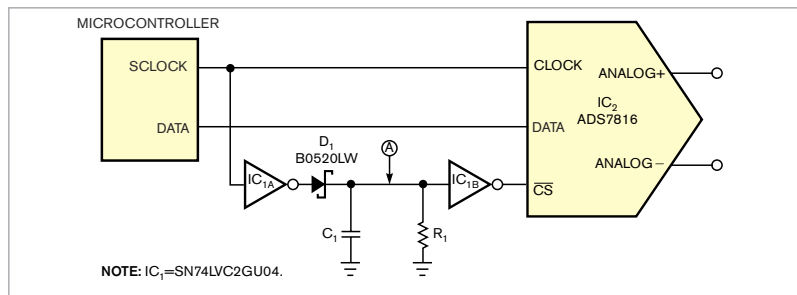 MICROCONTROLLER
SCLOCK
CLOCK
ANALOG+
IC2
ADS7816
DATA
DATA
D1
B0520LW
A
ANALOG−
IC1A
IC1B
CS
C1
R1
NOTE: IC1=SN74LVC2GU04.